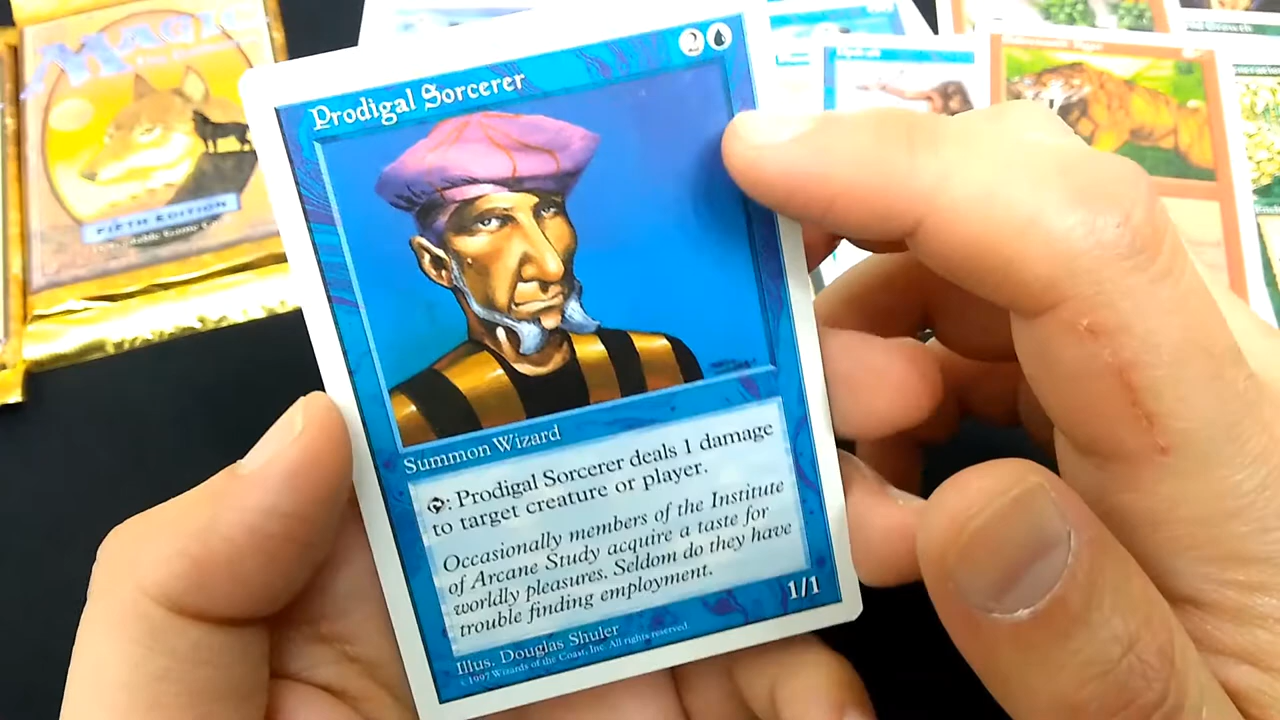 MAGIC
FIFTH EDITION
Prodigal Sorcerer
2
Summon Wizard
: Prodigal Sorcerer deals 1 damage
to target creature or player.
Occasionally members of the Institute
of Arcane Study acquire a taste for
worldly pleasures. Seldom do they have
trouble finding employment.
1/1
Illus. Douglas Shuler
© 1997 Wizards of the Coast, Inc. All rights reserved.